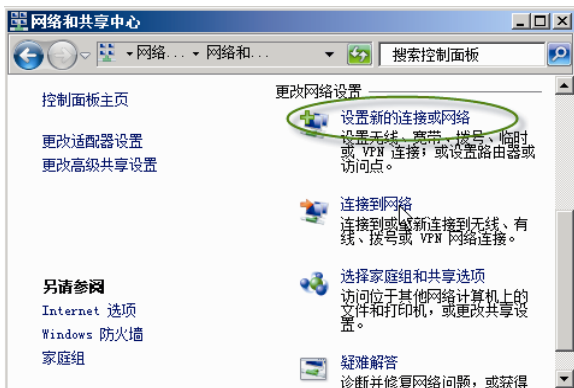 网络和共享中心
网络... 网络和... 搜索控制面板
控制面板主页
更改适配器设置
更改高级共享设置
另请参阅
Internet 选项
Windows 防火墙
家庭组
更改网络设置
设置新的连接或网络
设置无线、宽带、拨号、临时
或 VPN 连接；或设置路由器或
访问点。
连接到网络
连接到或重新连接到无线、有
线、拨号或 VPN 网络连接。
选择家庭组和共享选项
访问位于其他网络计算机上的
文件和打印机，或更改共享设
置。
疑难解答
诊断并修复网络问题，或获得